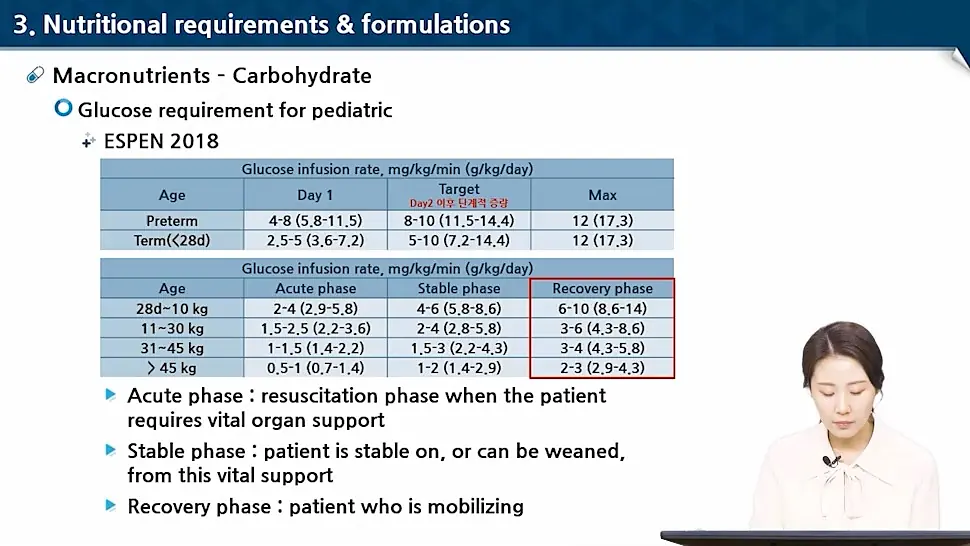 3. Nutritional requirements & formulations
Macronutrients - Carbohydrate
Glucose requirement for pediatric
ESPEN 2018
Glucose infusion rate, mg/kg/min (g/kg/day)
Age Day 1 Target Max
Day2 이후 단계적 증량
Preterm 4-8 (5.8-11.5) 8-10 (11.5-14.4) 12 (17.3)
Term(<28d) 2.5-5 (3.6-7.2) 5-10 (7.2-14.4) 12 (17.3)
Glucose infusion rate, mg/kg/min (g/kg/day)
Age Acute phase Stable phase Recovery phase
28d~10 kg 2-4 (2.9-5.8) 4-6 (5.8-8.6) 6-10 (8.6-14)
11~30 kg 1.5-2.5 (2.2-3.6) 2-4 (2.8-5.8) 3-6 (4.3-8.6)
31~45 kg 1-1.5 (1.4-2.2) 1.5-3 (2.2-4.3) 3-4 (4.3-5.8)
> 45 kg 0.5-1 (0.7-1.4) 1-2 (1.4-2.9) 2-3 (2.9-4.3)
Acute phase : resuscitation phase when the patient
requires vital organ support
Stable phase : patient is stable on, or can be weaned,
from this vital support
Recovery phase : patient who is mobilizing